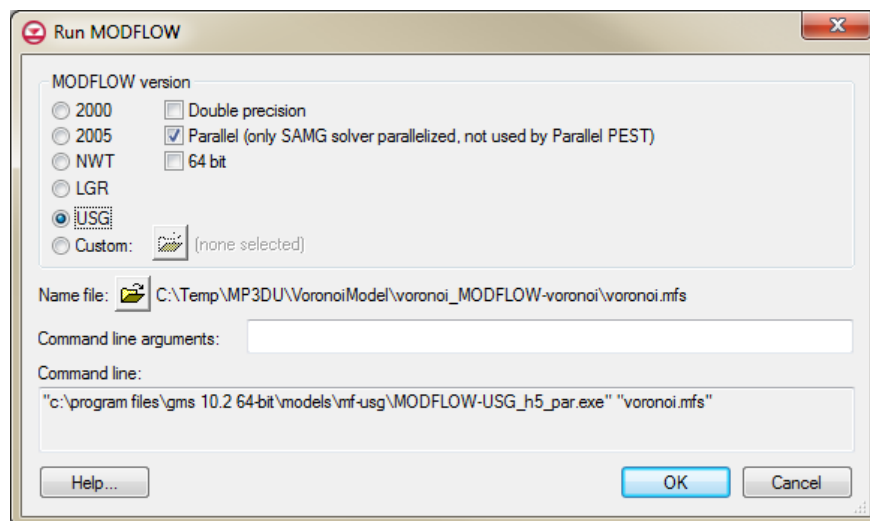 Run MODFLOW
MODFLOW version
2000 Double precision
2005 Parallel (only SAMG solver parallelized, not used by Parallel PEST)
NWT 64 bit
LGR
USG
Custom: (none selected)
Name file: C:\Temp\MP3DU\VoronoiModel\voronoi_MODFLOW-voronoi\voronoi.mfs
Command line arguments:
Command line:
"c:\program files\gms 10.2 64-bit\models\mf-usg\MODFLOW-USG_h5_par.exe" "voronoi.mfs"
Help... OK Cancel